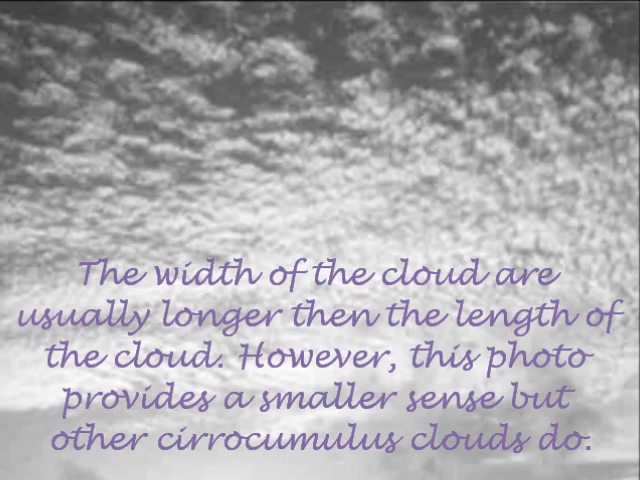 The width of the cloud are
usually longer then the length of
the cloud. However, this photo
provides a smaller sense but
other cirrocumulus clouds do.